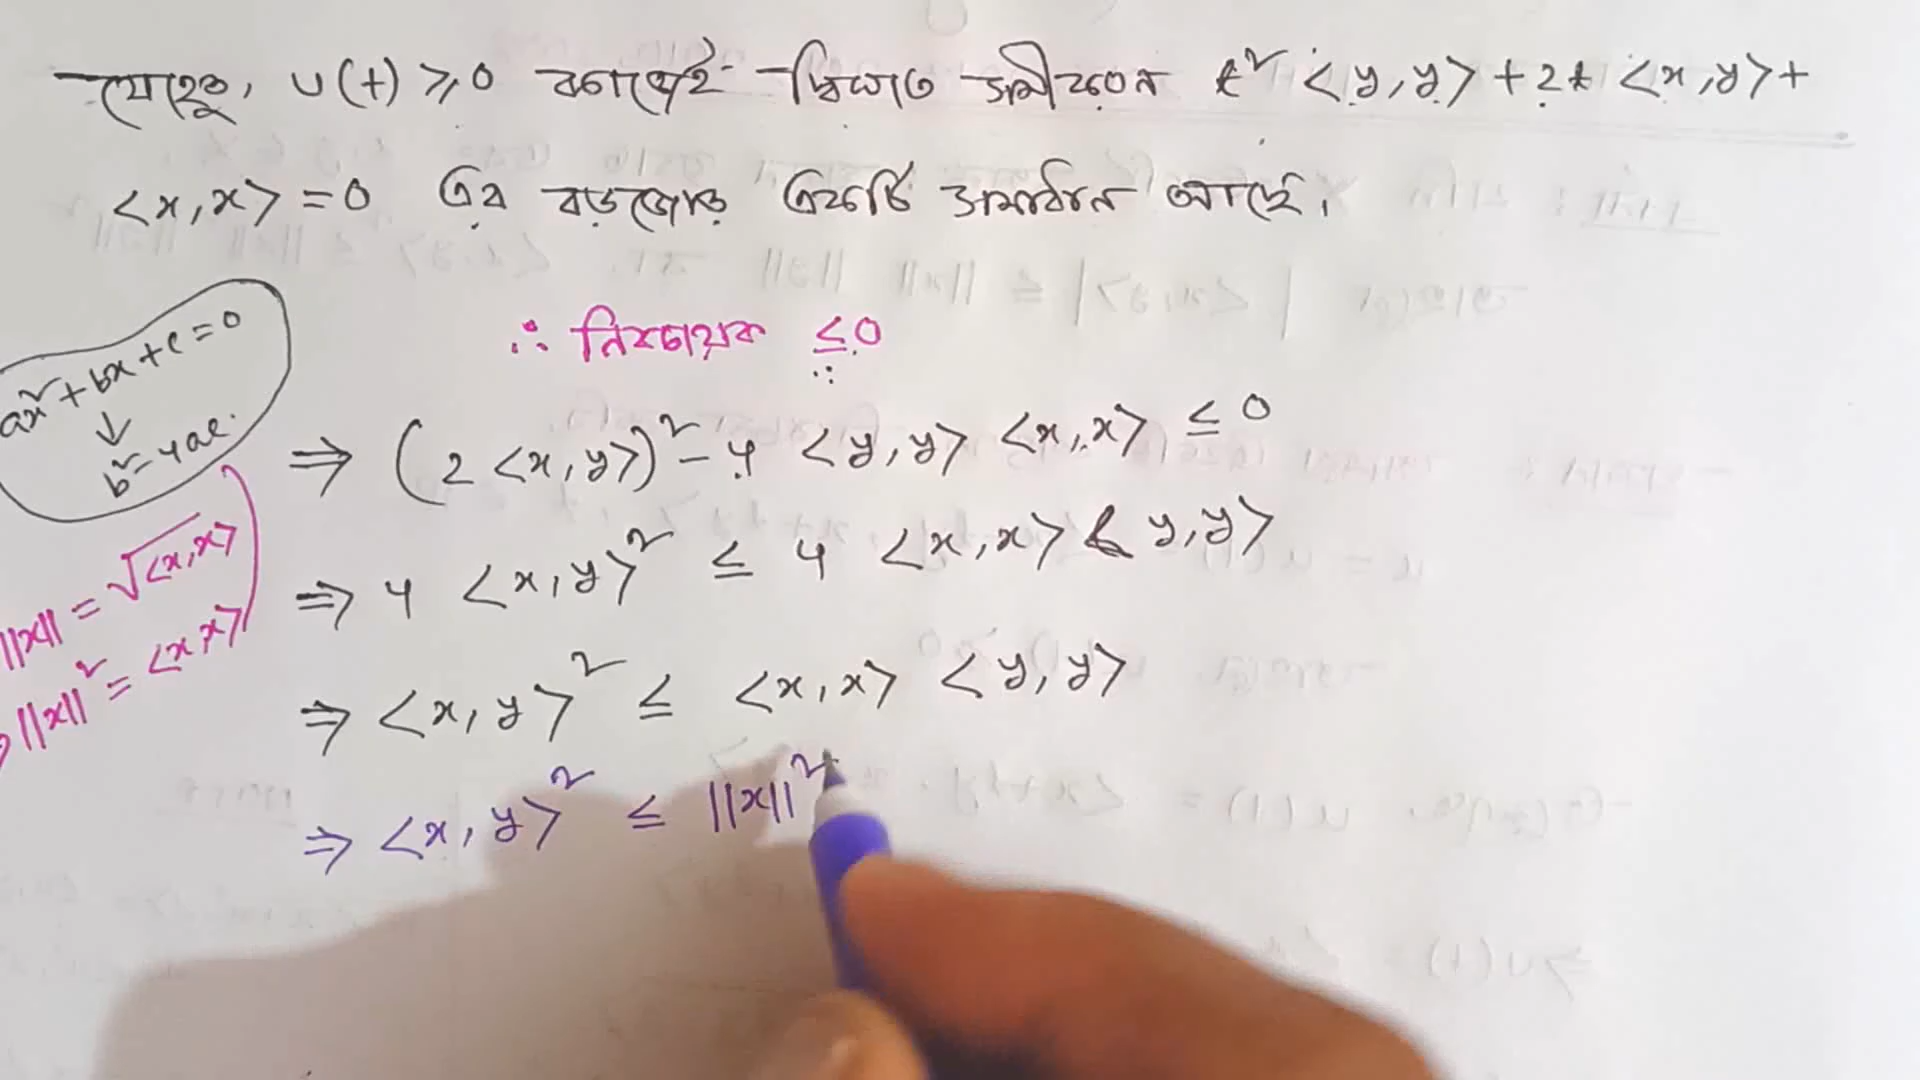 যেহেতু, u(t) ≥ 0 কাজেই দ্বিঘাত সমীকরণ t² <y, y> + 2t <x, y> +
<x, x> = 0 এর বড়জোড় একটি সমাধান আছে।
ax² + bx + c = 0
↓
b² - 4ac.
∴ নিশ্চায়ক ≤ 0
⇒ (2 <x, y>)² - 4 <y, y> <x, x> ≤ 0
||x|| = √<x, x>
||x||² = <x, x>
⇒ 4 <x, y>² ≤ 4 <x, x> <y, y>
⇒ <x, y>² ≤ <x, x> <y, y>
⇒ <x, y>² ≤ ||x||²